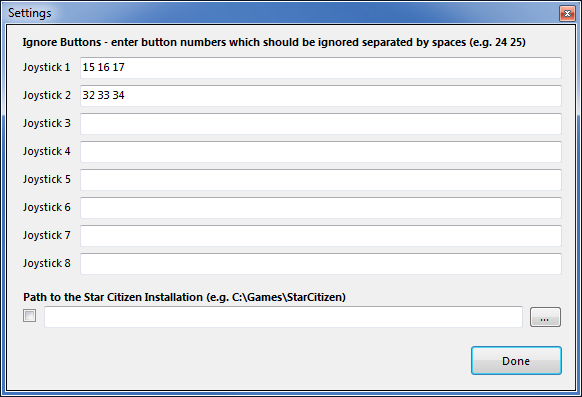 Settings
Ignore Buttons - enter button numbers which should be ignored separated by spaces (e.g. 24 25)
Joystick 1 15 16 17
Joystick 2 32 33 34
Joystick 3
Joystick 4
Joystick 5
Joystick 6
Joystick 7
Joystick 8
Path to the Star Citizen Installation (e.g. C:\Games\StarCitizen)
...
Done